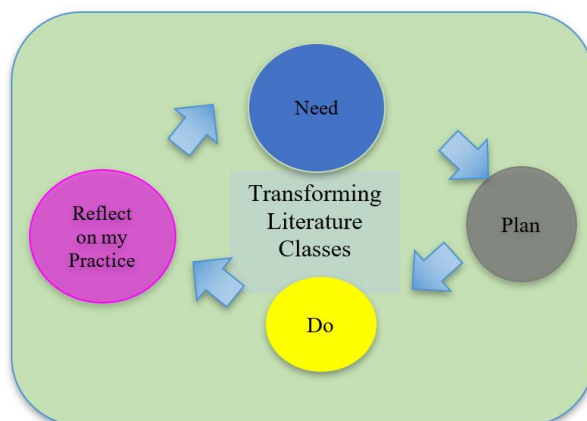 Need
Transforming
Literature
Classes
Plan
Do
Reflect
on my
Practice